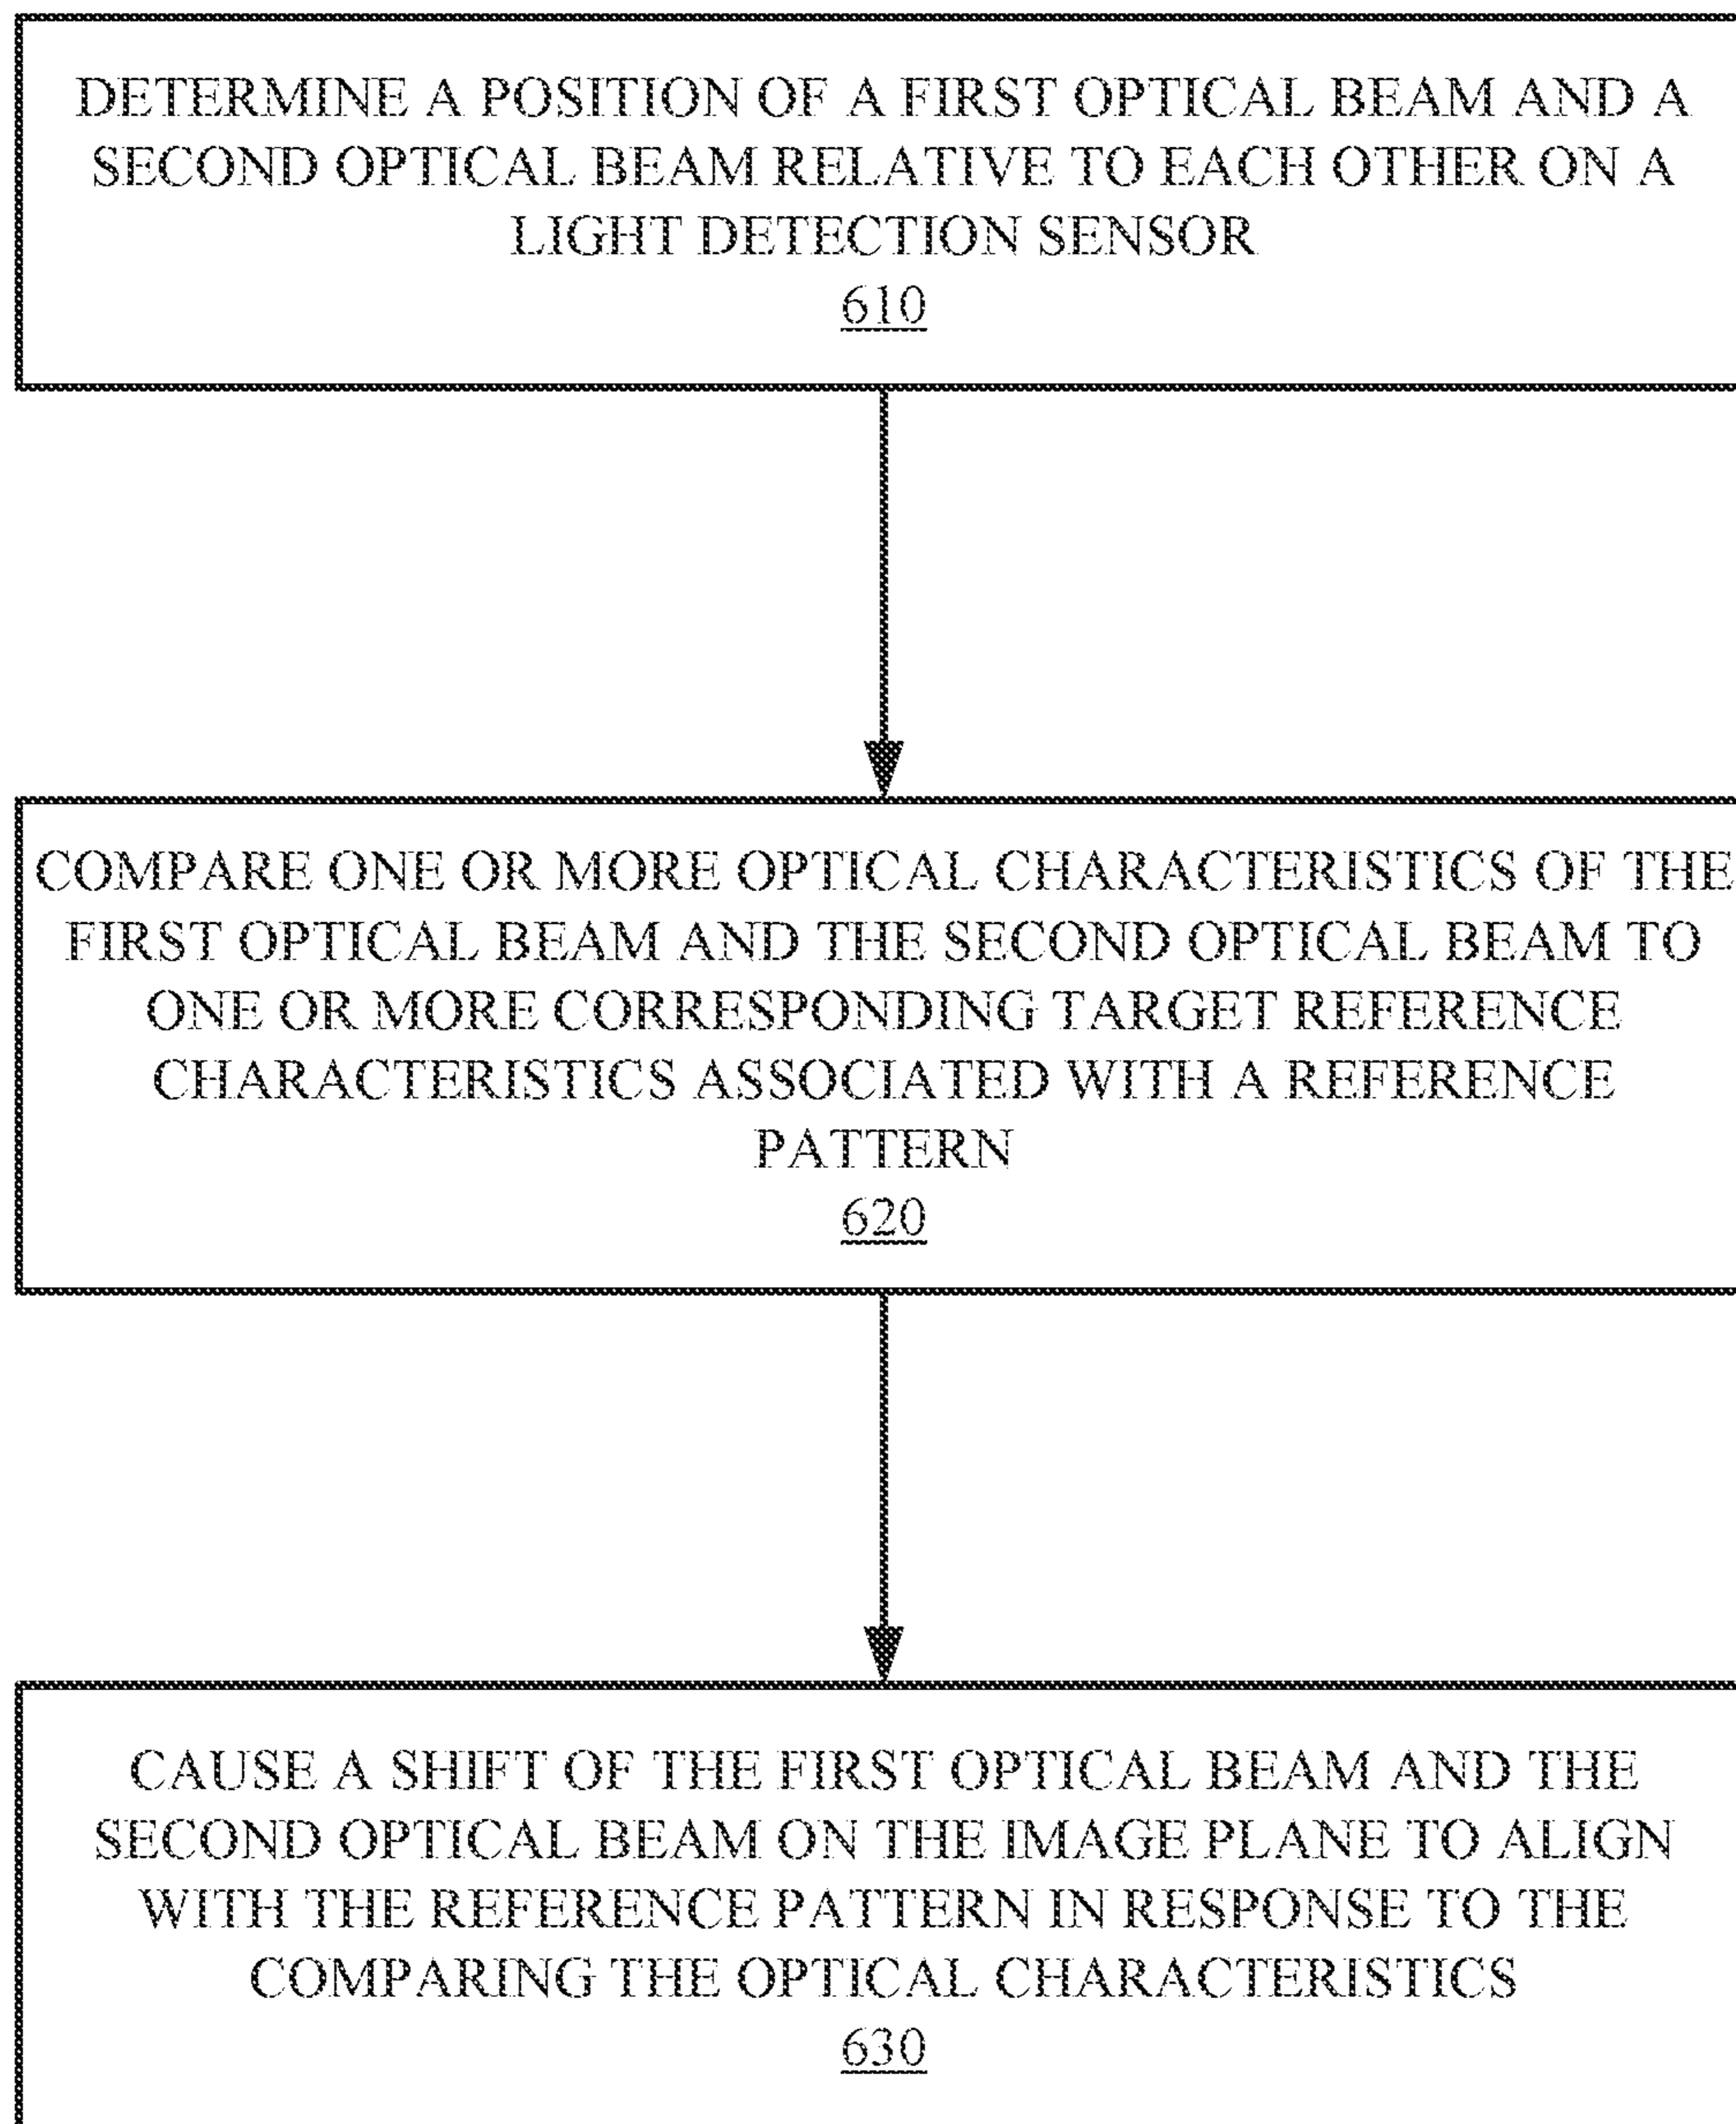 DETERMINE A POSITION OF A FIRST OPTICAL BEAM AND A
SECOND OPTICAL BEAM RELATIVE TO EACH OTHER ON A
LIGHT DETECTION SENSOR
610
COMPARE ONE OR MORE OPTICAL CHARACTERISTICS OF THE
FIRST OPTICAL BEAM AND THE SECOND OPTICAL BEAM TO
ONE OR MORE CORRESPONDING TARGET REFERENCE
CHARACTERISTICS ASSOCIATED WITH A REFERENCE
PATTERN
620
CAUSE A SHIFT OF THE FIRST OPTICAL BEAM AND THE
SECOND OPTICAL BEAM ON THE IMAGE PLANE TO ALIGN
WITH THE REFERENCE PATTERN IN RESPONSE TO THE
COMPARING THE OPTICAL CHARACTERISTICS
630